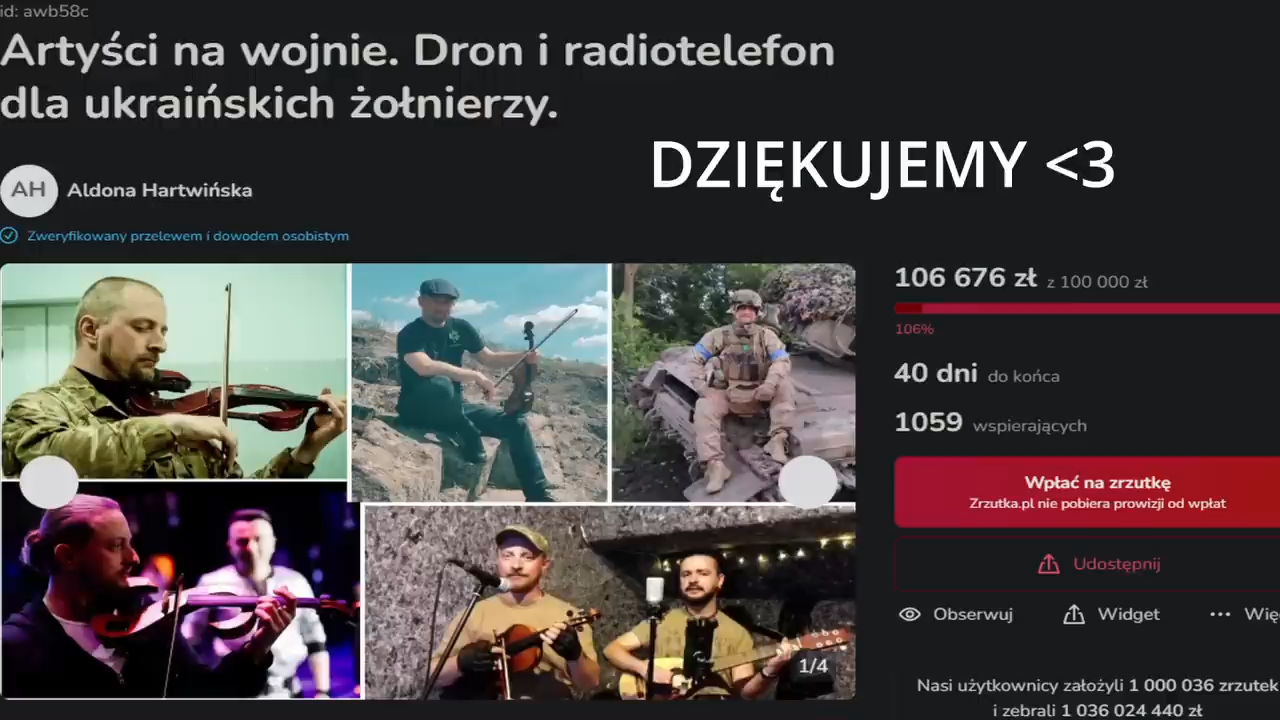 id: awb58c
Artyści na wojnie. Dron i radiotelefon
dla ukraińskich żołnierzy.
DZIĘKUJEMY <3
AH
Aldona Hartwińska
Zweryfikowany przelewem i dowodem osobistym
106 676 zł z 100 000 zł
106%
40 dni do końca
1059 wspierających
Wpłać na zrzutkę
Zrzutka.pl nie pobiera prowizji od wpłat
Udostępnij
Obserwuj Widget Wię
1/4
Nasi użytkownicy założyli 1 000 036 zrzutek
i zebrali 1 036 024 440 zł